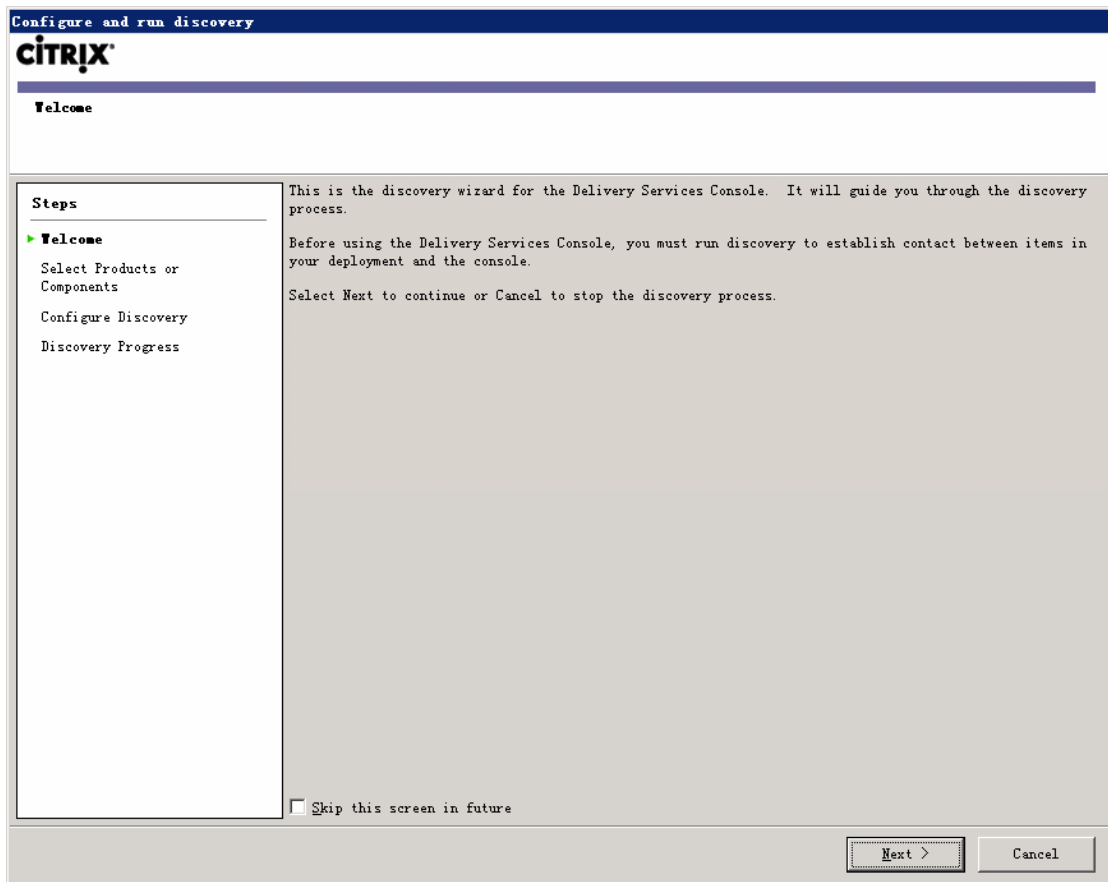 Configure and run discovery
CITRIX
Welcome
Steps
Welcome
Select Products or
Components
Configure Discovery
Discovery Progress
This is the discovery wizard for the Delivery Services Console.  It will guide you through the discovery
process.
Before using the Delivery Services Console, you must run discovery to establish contact between items in
your deployment and the console.
Select Next to continue or Cancel to stop the discovery process.
Skip this screen in future
Next >
Cancel